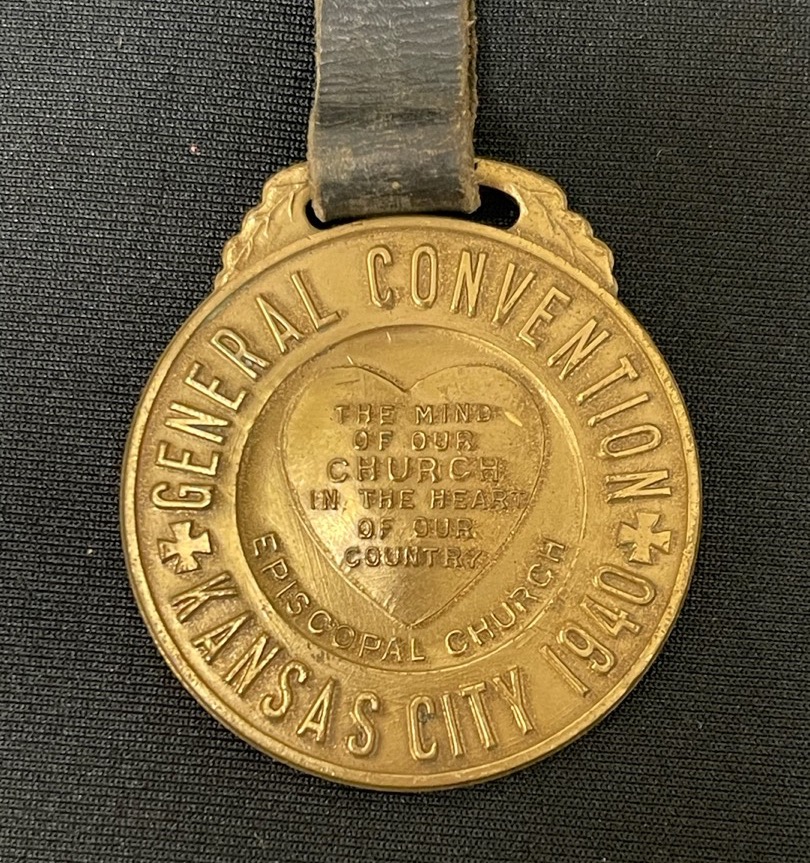 GENERAL CONVENTION
THE MIND
OF OUR
CHURCH
IN THE HEART
OF OUR
COUNTRY
EPISCOPAL CHURCH
KANSAS CITY 1940